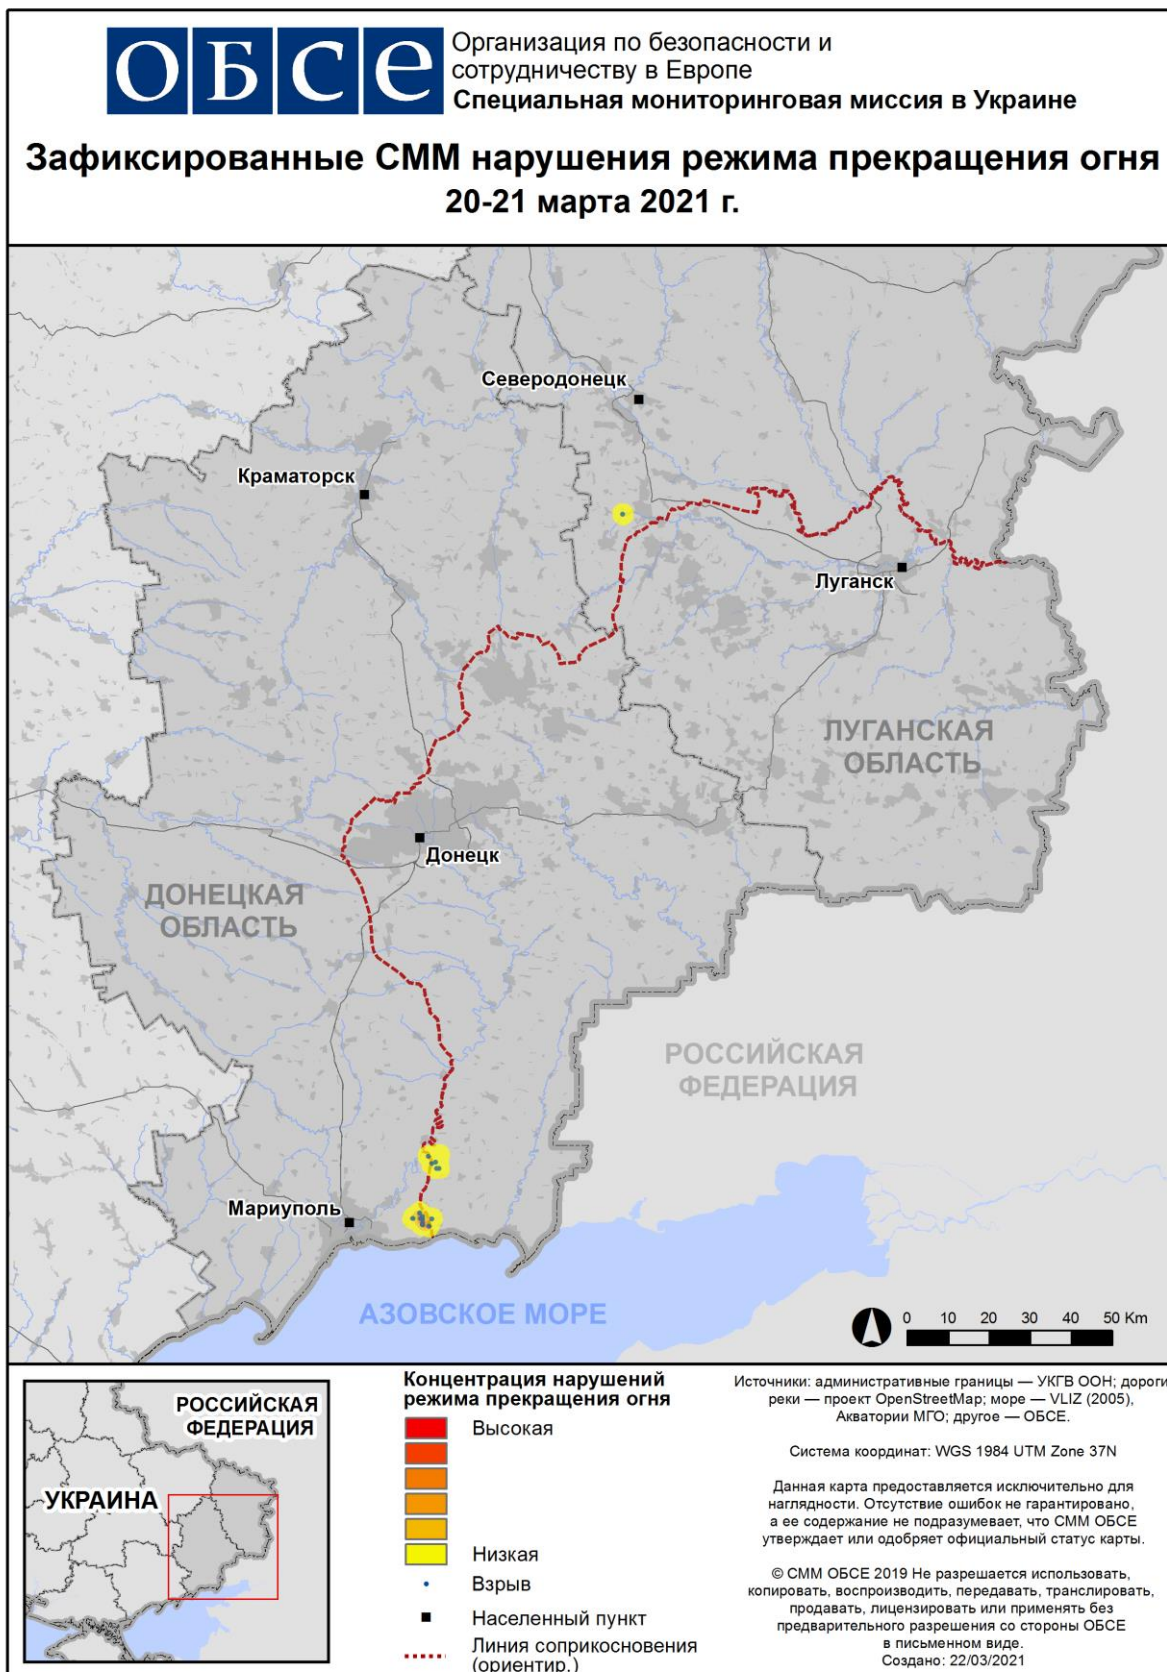 ОБСЕ
Организация по безопасности и
сотрудничеству в Европе
Специальная мониторинговая миссия в Украине
Зафиксированные СММ нарушения режима прекращения огня
20-21 марта 2021 г.
Северодонецк
Краматорск
Луганск
ЛУГАНСКАЯ
ОБЛАСТЬ
Донецк
ДОНЕЦКАЯ
ОБЛАСТЬ
РОССИЙСКАЯ
ФЕДЕРАЦИЯ
Мариуполь
АЗОВСКОЕ МОРЕ
0 10 20 30 40 50 Km
РОССИЙСКАЯ
ФЕДЕРАЦИЯ
УКРАИНА
Концентрация нарушений
режима прекращения огня
Высокая
Низкая
Взрыв
Населенный пункт
Линия соприкосновения
(ориентир.)
Источники: административные границы — УКГВ ООН; дороги,
реки — проект OpenStreetMap; море — VLIZ (2005),
Акватории МГО; другое — ОБСЕ.
Система координат: WGS 1984 UTM Zone 37N
Данная карта предоставляется исключительно для
наглядности. Отсутствие ошибок не гарантировано,
а ее содержание не подразумевает, что СММ ОБСЕ
утверждает или одобряет официальный статус карты.
© СММ ОБСЕ 2019 Не разрешается использовать,
копировать, воспроизводить, передавать, транслировать,
продавать, лицензировать или применять без
предварительного разрешения со стороны ОБСЕ
в письменном виде.
Создано: 22/03/2021